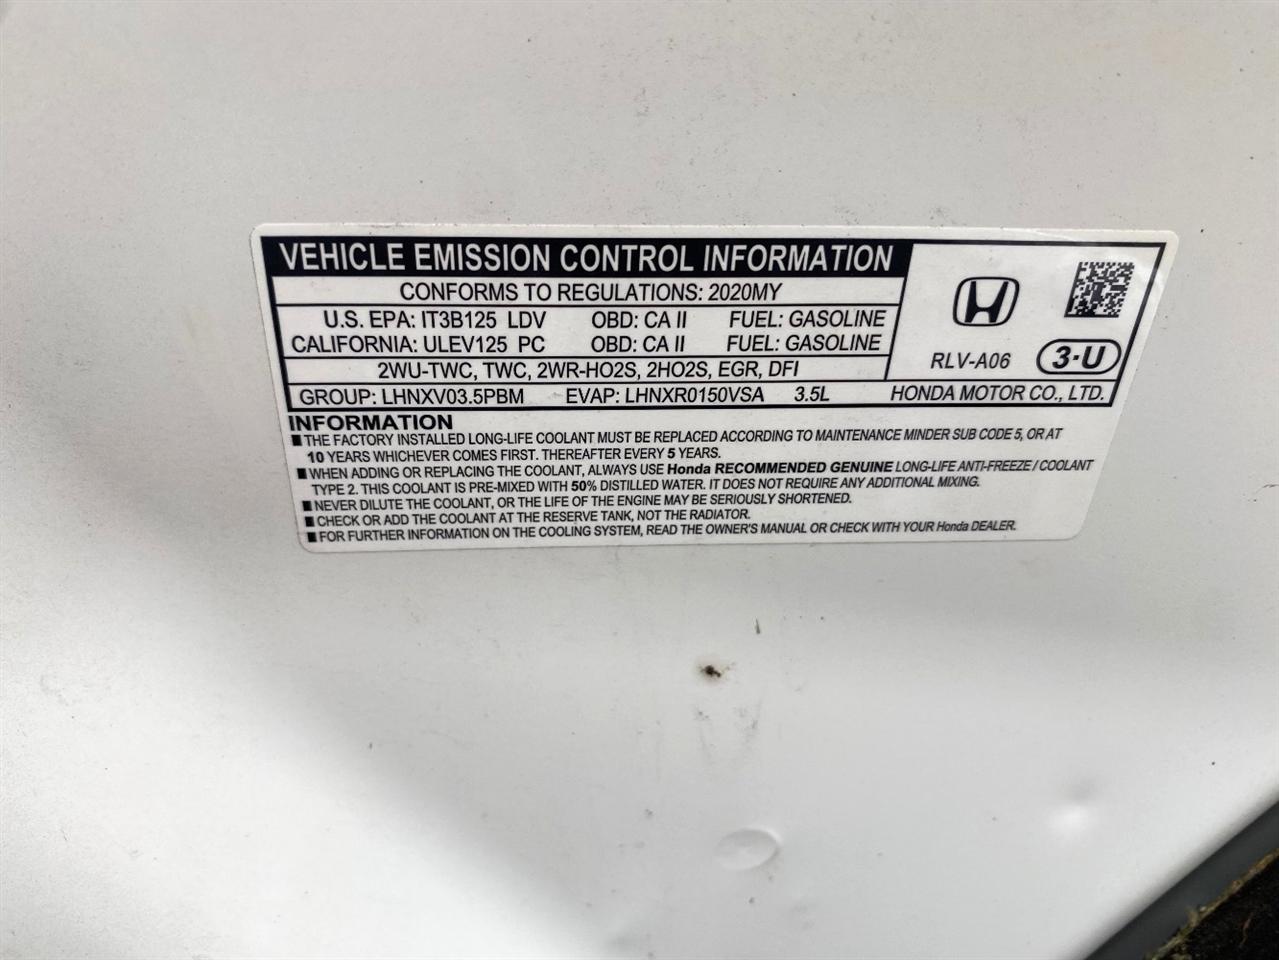 VEHICLE EMISSION CONTROL INFORMATION
CONFORMS TO REGULATIONS: 2020MY
U.S. EPA: IT3B125 LDV OBD: CA II FUEL: GASOLINE
CALIFORNIA: ULEV125 PC OBD: CA II FUEL: GASOLINE
2WU-TWC, TWC, 2WR-HO2S, 2HO2S, EGR, DFI
GROUP: LHNXV03.5PBM EVAP: LHNXR0150VSA 3.5L
RLV-A06 3-U
HONDA MOTOR CO., LTD.
INFORMATION
■ THE FACTORY INSTALLED LONG-LIFE COOLANT MUST BE REPLACED ACCORDING TO MAINTENANCE MINDER SUB CODE 5, OR AT
10 YEARS WHICHEVER COMES FIRST. THEREAFTER EVERY 5 YEARS.
■ WHEN ADDING OR REPLACING THE COOLANT, ALWAYS USE Honda RECOMMENDED GENUINE LONG-LIFE ANTI-FREEZE / COOLANT
TYPE 2. THIS COOLANT IS PRE-MIXED WITH 50% DISTILLED WATER. IT DOES NOT REQUIRE ANY ADDITIONAL MIXING.
■ NEVER DILUTE THE COOLANT, OR THE LIFE OF THE ENGINE MAY BE SERIOUSLY SHORTENED.
■ CHECK OR ADD THE COOLANT AT THE RESERVE TANK, NOT THE RADIATOR.
■ FOR FURTHER INFORMATION ON THE COOLING SYSTEM, READ THE OWNER'S MANUAL OR CHECK WITH YOUR Honda DEALER.